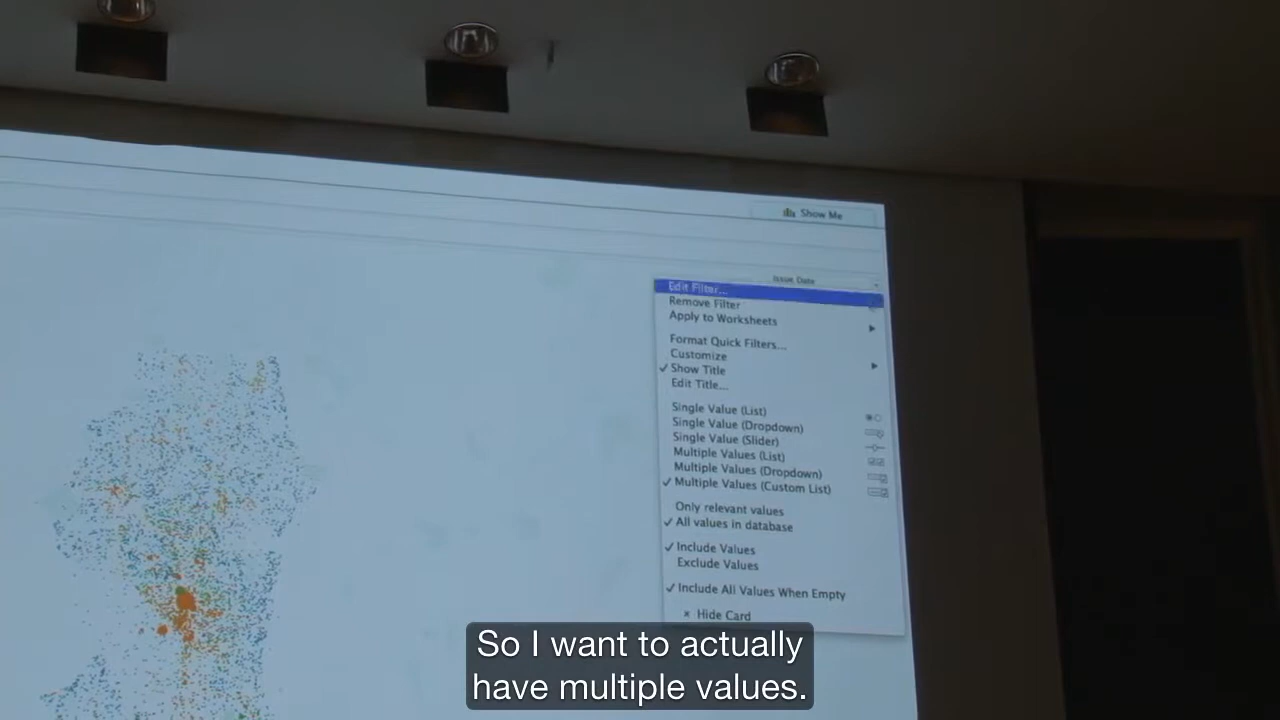 Show Me
Issue Date
Edit Filter...
Remove Filter
Apply to Worksheets
Format Quick Filters...
Customize
Show Title
Edit Title...
Single Value (List)
Single Value (Dropdown)
Single Value (Slider)
Multiple Values (List)
Multiple Values (Dropdown)
Multiple Values (Custom List)
Only relevant values
All values in database
Include Values
Exclude Values
Include All Values When Empty
Hide Card
So I want to actually
have multiple values.